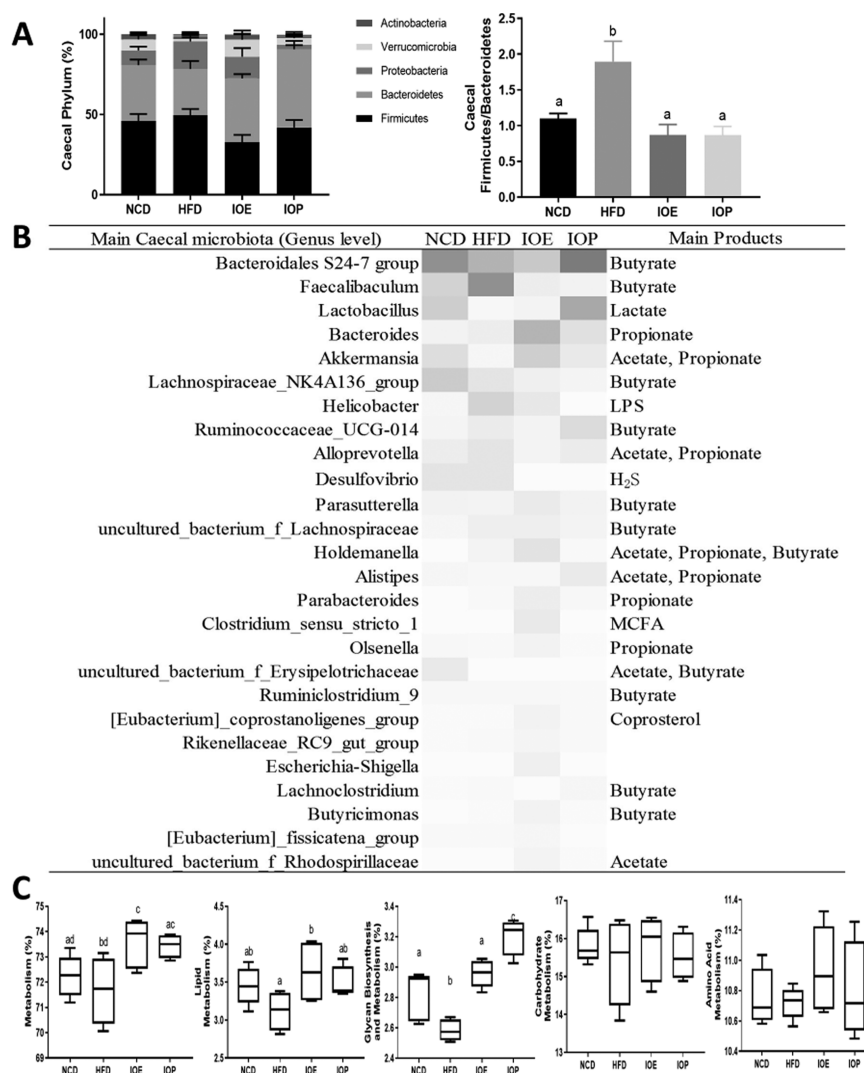 A
Caecal Phylum (%)
100
50
0
NCD HFD IOE IOP
Actinobacteria
Verrucomicrobia
Proteobacteria
Bacteroidetes
Firmicutes
Caecal
Firmicutes/Bacteroidetes
2.5
2.0
1.5
1.0
0.5
0.0
a b a a
NCD HFD IOE IOP
B
Main Caecal microbiota (Genus level) NCD HFD IOE IOP Main Products
Bacteroidales S24-7 group Butyrate
Faecalibaculum Butyrate
Lactobacillus Lactate
Bacteroides Propionate
Akkermansia Acetate, Propionate
Lachnospiraceae_NK4A136_group Butyrate
Helicobacter LPS
Ruminococcaceae_UCG-014 Butyrate
Alloprevotella Acetate, Propionate
Desulfovibrio H₂S
Parasutterella Butyrate
uncultured_bacterium_f_Lachnospiraceae Butyrate
Holdemanella Acetate, Propionate, Butyrate
Alistipes Acetate, Propionate
Parabacteroides Propionate
Clostridium_sensu_stricto_1 MCFA
Olsenella Propionate
uncultured_bacterium_f_Erysipelotrichaceae Acetate, Butyrate
Ruminiclostridium_9 Butyrate
[Eubacterium]_coprostanoligenes_group Coprosterol
Rikenellaceae_RC9_gut_group
Escherichia-Shigella
Lachnoclostridium Butyrate
Butyricimonas Butyrate
[Eubacterium]_fissicatena_group
uncultured_bacterium_f_Rhodospirillaceae Acetate
C
Metabolism (%)
75
74
73
72
71
70
69
ad bd c ac
NCD HFD IOE IOP
Lipid
Metabolism (%)
4.5
4.0
3.5
3.0
2.5
ab a b ab
NCD HFD IOE IOP
Glycan Biosynthesis
and Metabolism (%)
3.4
3.2
3.0
2.8
2.6
2.4
a b a c
NCD HFD IOE IOP
Carbohydrate
Metabolism (%)
17
16
15
14
13
NCD HFD IOE IOP
Amino Acid
Metabolism (%)
11.4
11.2
11.0
10.8
10.6
10.4
NCD HFD IOE IOP